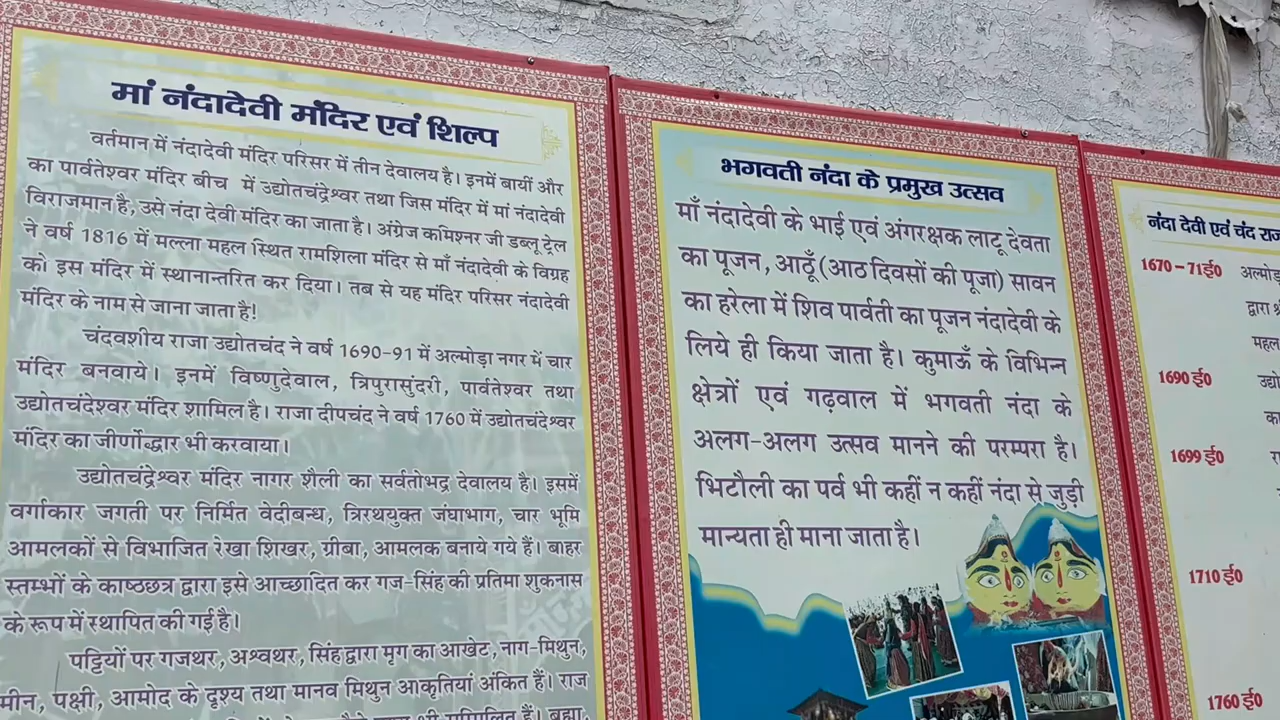 मां नंदादेवी मंदिर एवं शिल्प
वर्तमान में नंदादेवी मंदिर परिसर में तीन देवालय है। इनमें बायीं और
का पार्वतेश्वर मंदिर बीच में उद्योतचंद्रेश्वर तथा जिस मंदिर में मां नंदादेवी
विराजमान है, उसे नंदा देवी मंदिर का जाता है। अंग्रेज कमिश्नर जी डब्लू ट्रेल
ने वर्ष 1816 में मल्ला महल स्थित रामशिला मंदिर से माँ नंदादेवी के विग्रह
को इस मंदिर में स्थानान्तरित कर दिया। तब से यह मंदिर परिसर नंदादेवी
मंदिर के नाम से जाना जाता है!
चंदवशीय राजा उद्योतचंद ने वर्ष 1690-91 में अल्मोड़ा नगर में चार
मंदिर बनवाये। इनमें विष्णुदेवाल, त्रिपुरासुंदरी, पार्वतेश्वर तथा
उद्योतचंदेश्वर मंदिर शामिल है। राजा दीपचंद ने वर्ष 1760 में उद्योतचंदेश्वर
मंदिर का जीर्णोद्धार भी करवाया।
उद्योतचंद्रेश्वर मंदिर नागर शैली का सर्वतोभद्र देवालय है। इसमें
वर्गाकार जगती पर निर्मित वेदीबन्ध, त्रिरथयुक्त जंघाभाग, चार भूमि
आमलकों से विभाजित रेखा शिखर, ग्रीबा, आमलक बनाये गये हैं। बाहर
स्तम्भों के काष्ठछत्र द्वारा इसे आच्छादित कर गज-सिंह की प्रतिमा शुकनास
के रूप में स्थापित की गई है।
पट्टियों पर गजथर, अश्वथर, सिंहद्वारा मृग का आखेट, नाग-मिथुन,
मीन, पक्षी, आमोद के दृश्य तथा मानव मिथुन आकृतियां अंकित हैं। राज
भी सम्मिलित हैं। ब्रह्मा,
भगवती नंदा के प्रमुख उत्सव
माँ नंदादेवी के भाई एवं अंगरक्षक लाटू देवता
का पूजन, आठूँ (आठ दिवसों की पूजा) सावन
का हरेला में शिव पार्वती का पूजन नंदादेवी के
लिये ही किया जाता है। कुमाऊँ के विभिन्न
क्षेत्रों एवं गढ़वाल में भगवती नंदा के
अलग-अलग उत्सव मानने की परम्परा है।
भिटौली का पर्व भी कहीं न कहीं नंदा से जुड़ी
मान्यता ही माना जाता है।
नंदा देवी एवं चंद राज
1670-71ई0 अल्मोड़
द्वारा श्र
महल
1690 ई0 उद्यो
1699 ई0
1710 ई0
1760 ई0